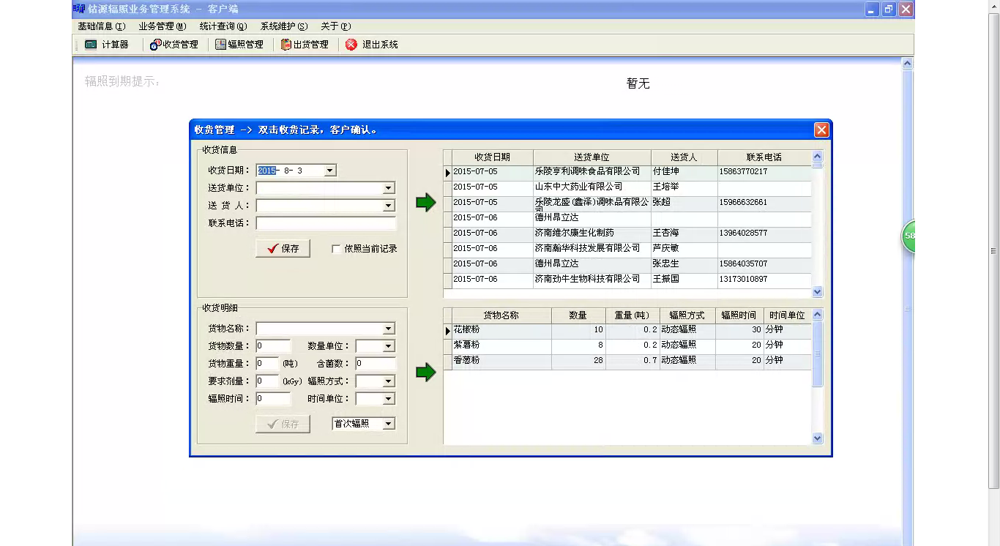 钴源辐照业务管理系统 - 客户端
基础信息(I) 业务管理(M) 统计查询(Q) 系统维护(S) 关于(P)
计算器 收货管理 辐照管理 出货管理 退出系统
辐照到期提示： 暂无
收货管理 -> 双击收货记录，客户确认。
收货信息
收货日期： 2015- 8- 3
送货单位：
送 货 人：
联系电话：
保存 依照当前记录
收货日期 送货单位 送货人 联系电话
2015-07-05 乐陵亨利调味食品有限公司 付佳坤 15863770217
2015-07-05 山东中大药业有限公司 王培举
2015-07-05 乐陵龙盛(鑫泽)调味品有限公司 张超 15966632661
2015-07-06 德州昂立达
2015-07-06 济南维尔康生化制药 王杏海 13964028577
2015-07-06 济南瀚华科技发展有限公司 芦庆敏
2015-07-06 德州昂立达 张忠生 15864035707
2015-07-06 济南劲牛生物科技有限公司 王振国 13173010897
58
收货明细
货物名称：
货物数量： 0 数量单位：
货物重量： 0 (吨) 含菌数： 0
要求剂量： 0 (kGy) 辐照方式：
辐照时间： 0 时间单位：
保存 首次辐照
货物名称 数量 重量(吨) 辐照方式 辐照时间 时间单位
花椒粉 10 0.2 动态辐照 30 分钟
紫薯粉 8 0.2 动态辐照 20 分钟
香葱粉 28 0.7 动态辐照 20 分钟